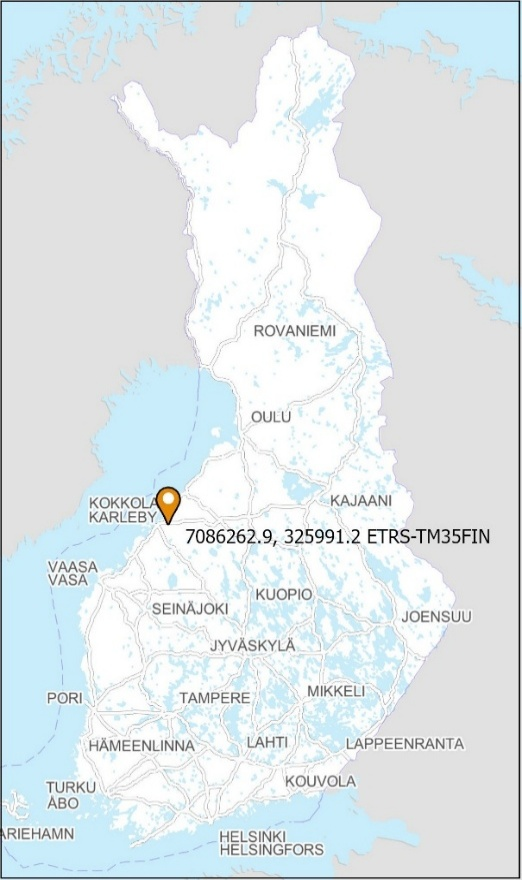 ROVANIEMI
OULU
KOKKOLA
KARLEBY
KAJAANI
7086262.9, 325991.2 ETRS-TM35FIN
VAASA
VASA
KUOPIO
SEINÄJOKI
JOENSUU
JYVÄSKYLÄ
MIKKELI
PORI
TAMPERE
HÄMEENLINNA
LAHTI
LAPPEENRANTA
KOUVOLA
TURKU
ÅBO
ARIEHAMN
HELSINKI
HELSINGFORS